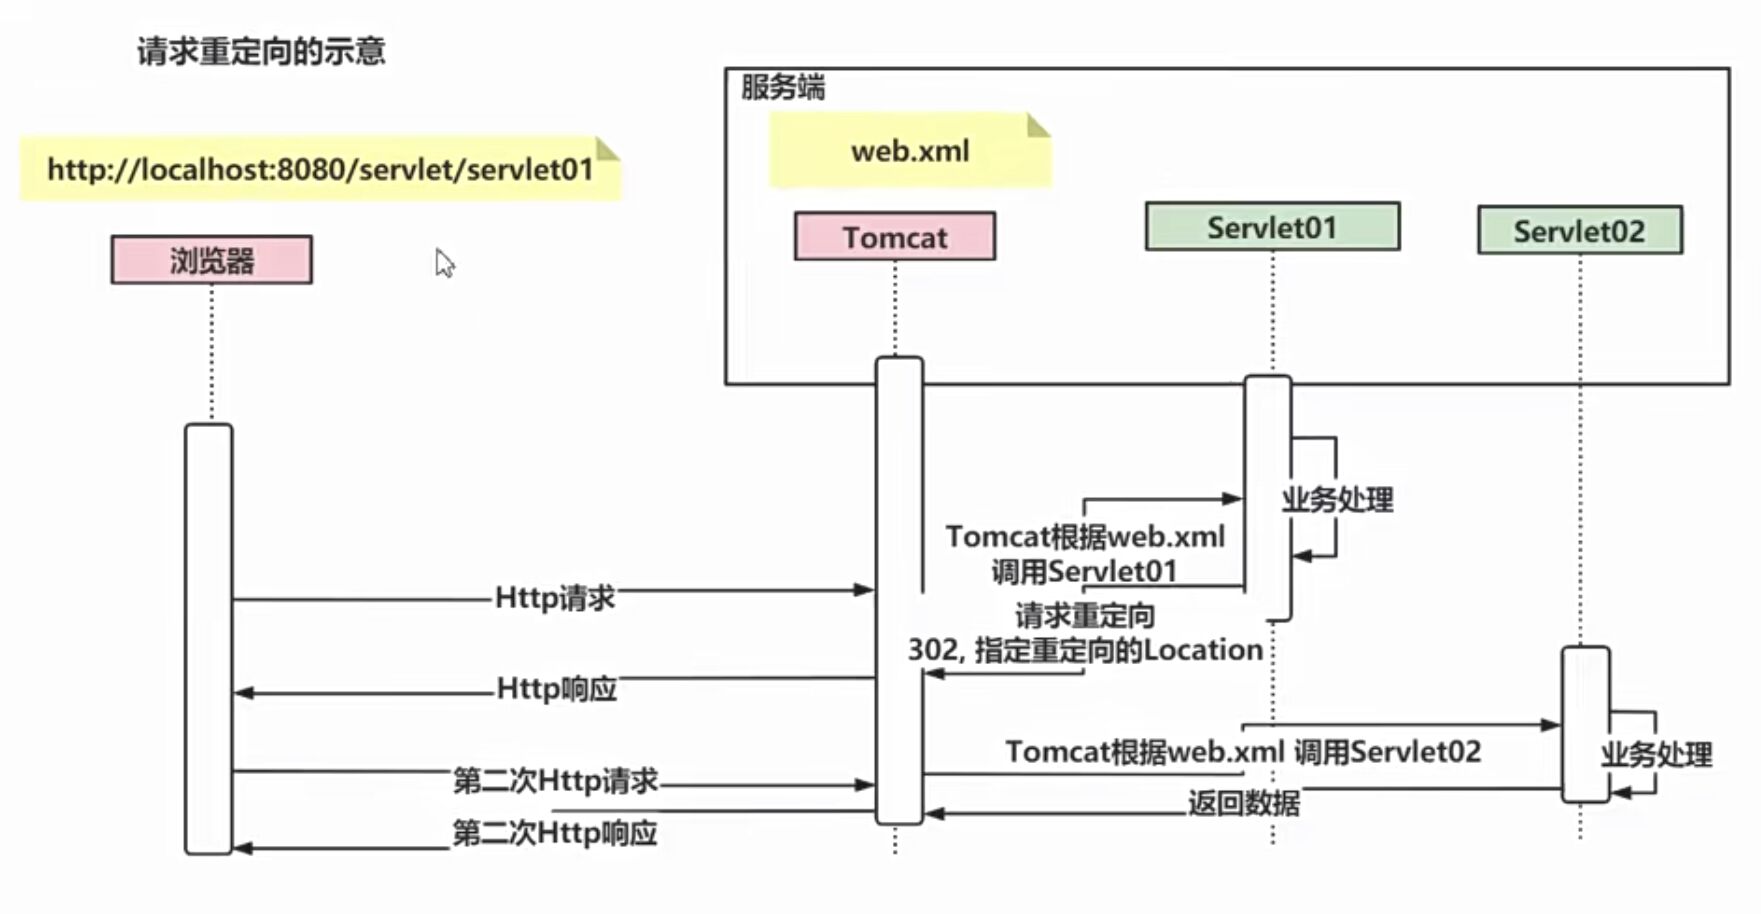 请求重定向的示意
服务端
web.xml
http://localhost:8080/servlet/servlet01
Tomcat
Servlet01
Servlet02
浏览器
业务处理
Tomcat根据web.xml
调用Servlet01
Http请求
请求重定向
302, 指定重定向的Location
Http响应
Tomcat根据web.xml 调用Servlet02
业务处理
第二次Http请求
返回数据
第二次Http响应